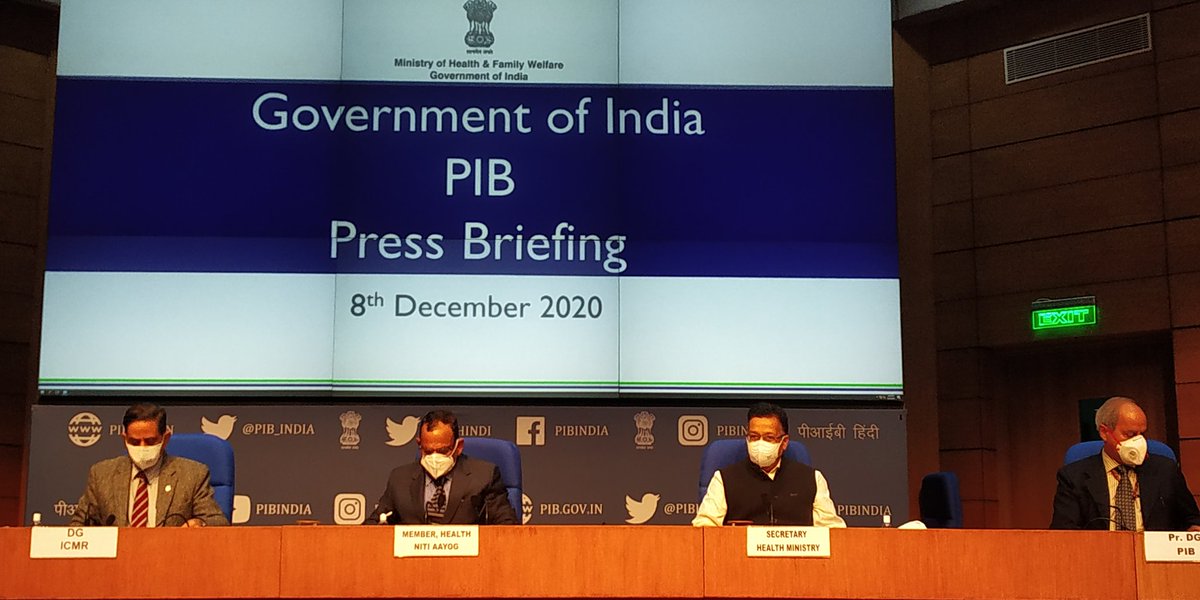 Ministry of Health & Family Welfare
Government of India
Government of India
PIB
Press Briefing
8th December 2020
EXIT
www
@PIB_INDIA
HINDI
PIBINDIA
पीआईबी हिंदी
PIBINDIA
PIB.GOV.IN
PIBINDIA
DG
ICMR
MEMBER, HEALTH
NITI AAYOG
SECRETARY
HEALTH MINISTRY
Pr. DG
PIB